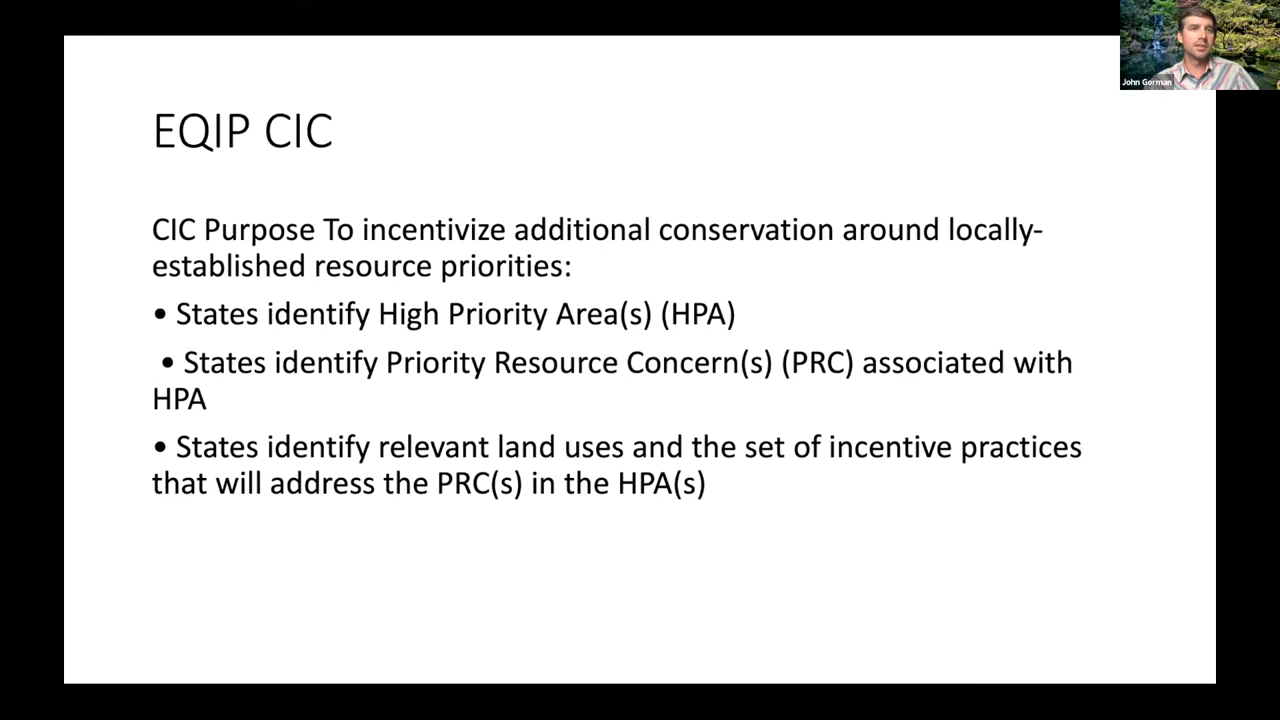 John Gorman
EQIP CIC
CIC Purpose To incentivize additional conservation around locally-
established resource priorities:
• States identify High Priority Area(s) (HPA)
• States identify Priority Resource Concern(s) (PRC) associated with
HPA
• States identify relevant land uses and the set of incentive practices
that will address the PRC(s) in the HPA(s)